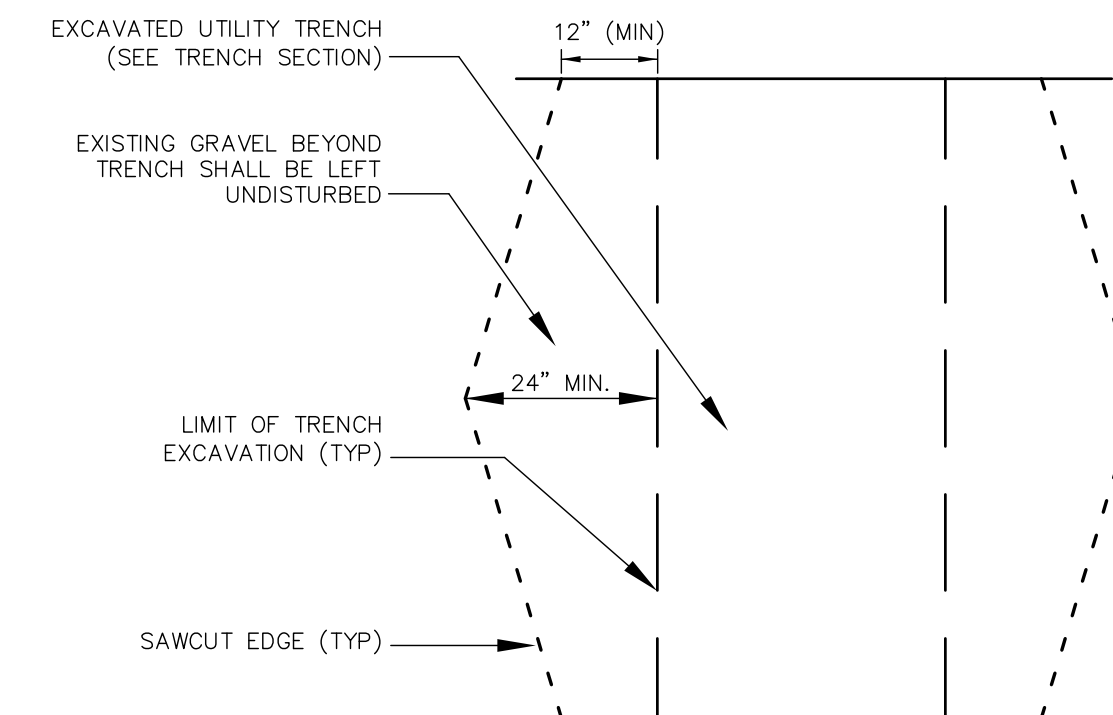 EXCAVATED UTILITY TRENCH
(SEE TRENCH SECTION)
12” (MIN)
EXISTING GRAVEL BEYOND
TRENCH SHALL BE LEFT
UNDISTURBED
24” MIN.
LIMIT OF TRENCH
EXCAVATION (TYP)
SAWCUT EDGE (TYP)